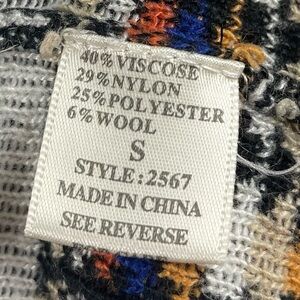 40% VISCOSE
29% NYLON
25% POLYESTER
6% WOOL
S
STYLE : 2567
MADE IN CHINA
SEE REVERSE